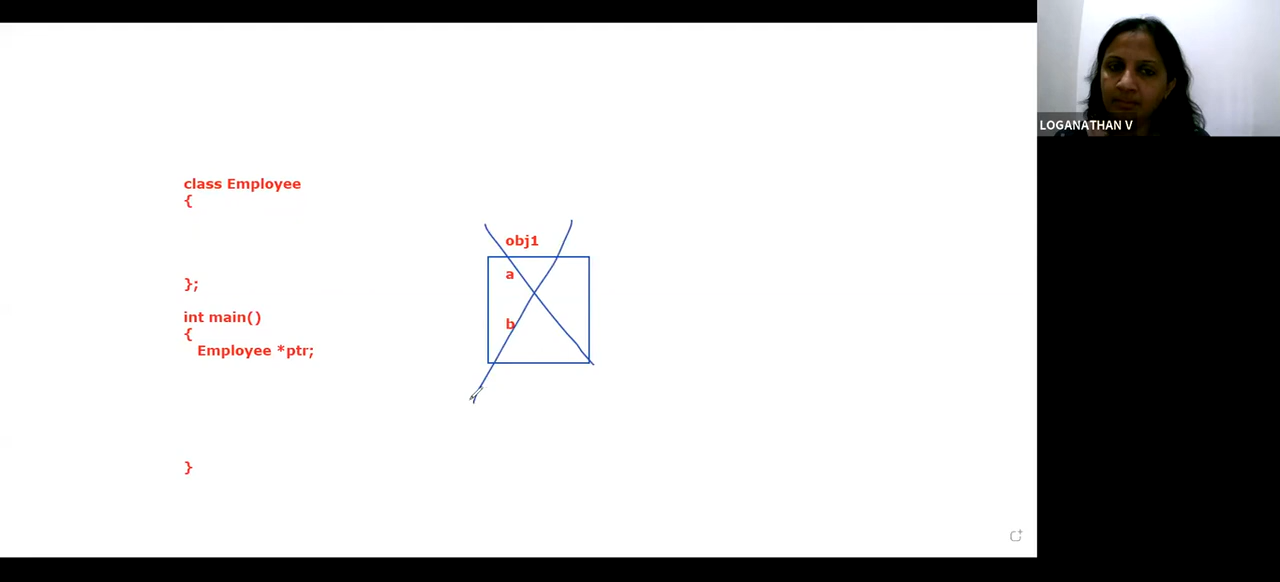 class Employee
{
};
int main()
{
Employee *ptr;
}
obj1
a
b
LOGANATHAN V